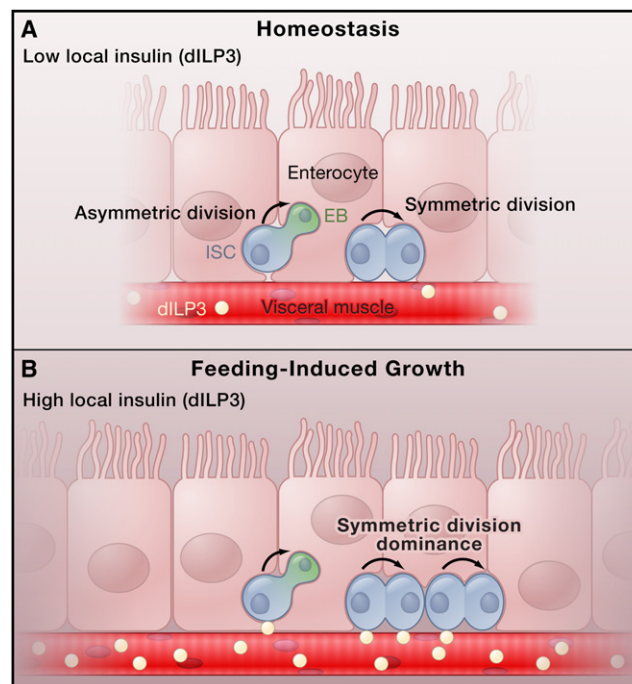 A
Homeostasis
Low local insulin (dILP3)
Enterocyte
Asymmetric division
EB
Symmetric division
ISC
dILP3
Visceral muscle
B
Feeding-Induced Growth
High local insulin (dILP3)
Symmetric division
dominance